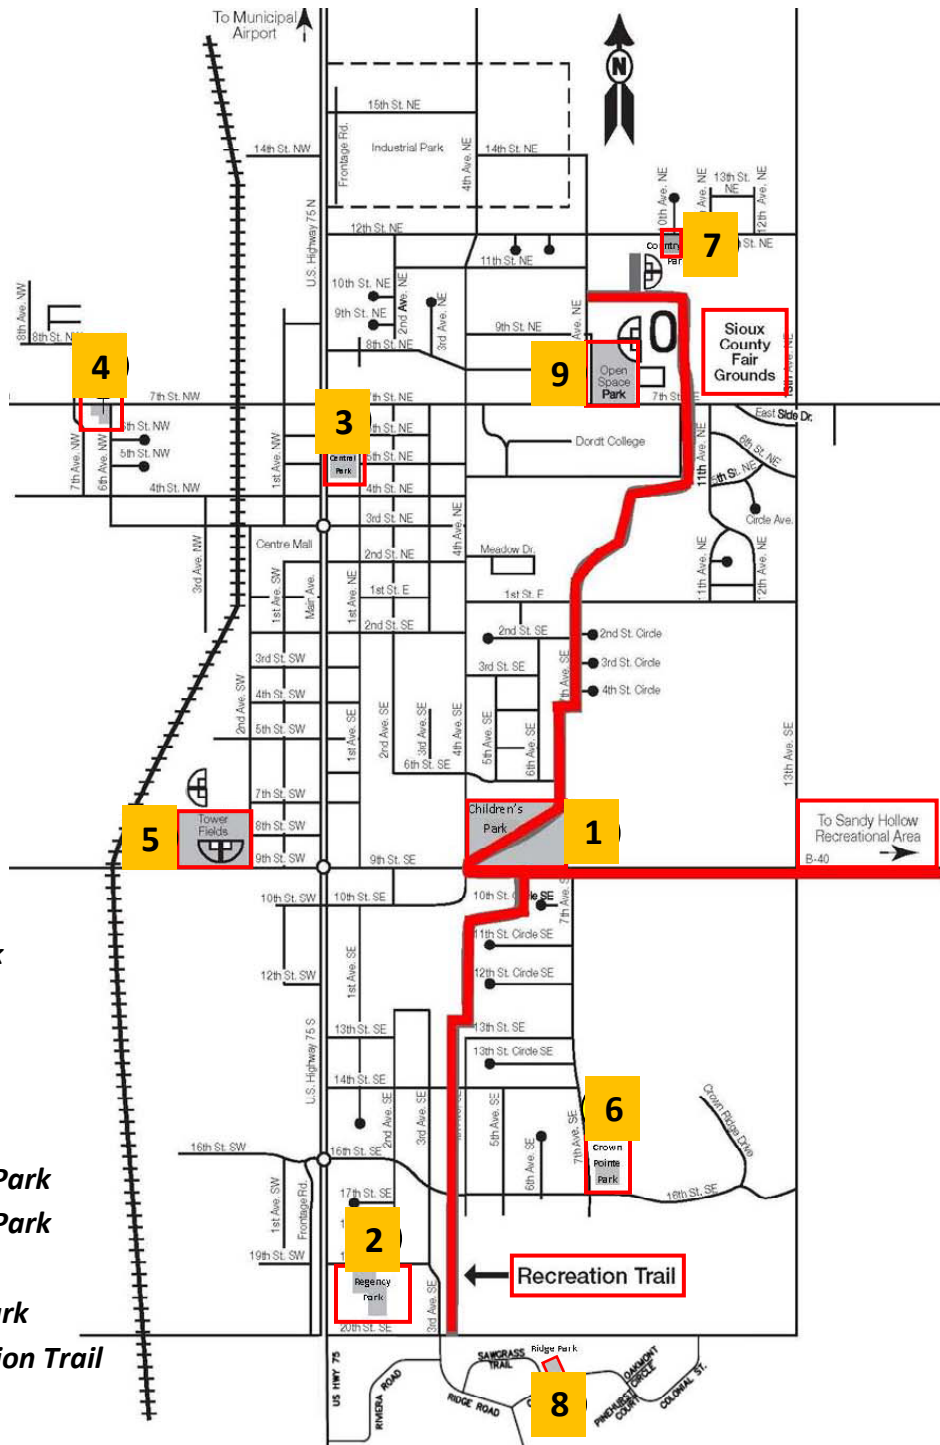 To Municipal
Airport
N
15th St. NE
Industrial Park
Frontage Rd.
14th St. NW
4th Ave. NE
14th St. NE
13th St.
NE
12th Ave. NE
U.S. Highway 75 N
12th St. NE
11th St. NE
7
St. NE
10th St. NE
2nd Ave. NE
3rd Ave. NE
9th St. NE
9th St. NE
8th Ave. NW
8th St. NW
8th St. NE
Sioux
County
Fair
Grounds
4
9
Open
Space
Park
7th St. NW
3
East Side Dr.
Dordt College
5th St. NW
7th Ave. NW
6th Ave. NW
1st Ave. NW
Central
Park
5th St. NE
6th St. NE
11th Ave. NE
4th St. NW
4th St. NE
3rd St. NE
4th Ave. NE
Circle Ave.
Centre Mall
2nd St. NE
Meadow Dr.
3rd Ave. NW
1st Ave. SW
Main Ave.
1st Ave. NE
1st St. E
11th Ave. NE
12th Ave. NE
2nd St. SE
2nd St. SE
2nd St. Circle
3rd St. SW
3rd St. SE
3rd St. Circle
4th St. SW
4th St. Circle
2nd Ave. SW
5th St. SW
1st Ave. SE
2nd Ave. SE
3rd Ave. SE
4th Ave. SE
5th Ave. SE
6th Ave. SE
13th Ave. SE
6th St. SE
7th St. SW
Children's
Park
1
5
Tower
Fields
8th St. SW
9th St. SW
9th St. SE
To Sandy Hollow
Recreational Area
B-40
10th St. SW
10th St. SE
11th St. Circle SE
12th St. SW
1st Ave. SE
12th St. Circle SE
U.S. Highway 75 S
13th St. SE
13th St. SE
13th St. Circle SE
14th St. SE
2nd Ave. SE
3rd Ave. SE
5th Ave. SE
6th Ave. SE
7th Ave. SE
6
Crown
Pointe
Park
Crown Ridge Drive
16th St. SW
16th St. SE
16th St. SE
Park
Park
1st Ave. SW
Frontage Rd.
17th St. SE
2
19th St. SW
Regency
Park
3rd Ave. SE
Recreation Trail
20th St. SE
ark
ion Trail
US HWY 75
RIVIERA ROAD
RIDGE ROAD
SAWGRASS
TRAIL
Ridge Park
8
OAKMONT
CIRCLE
PINEHURST
COURT
COLONIAL ST.